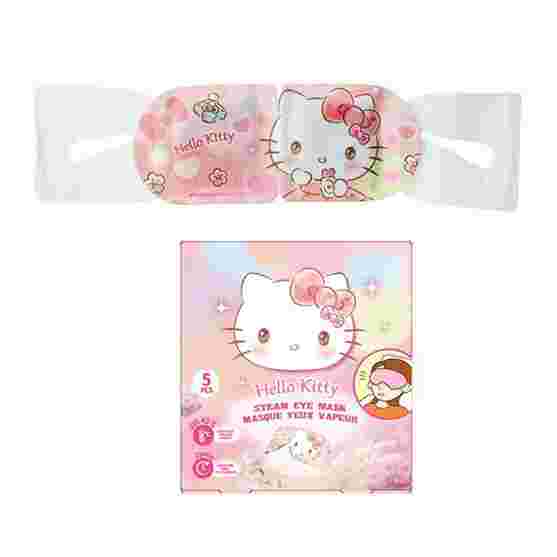 Hello Kitty
5
PCS
Hello Kitty
STEAM EYE MASK
MASQUE YEUX VAPEUR